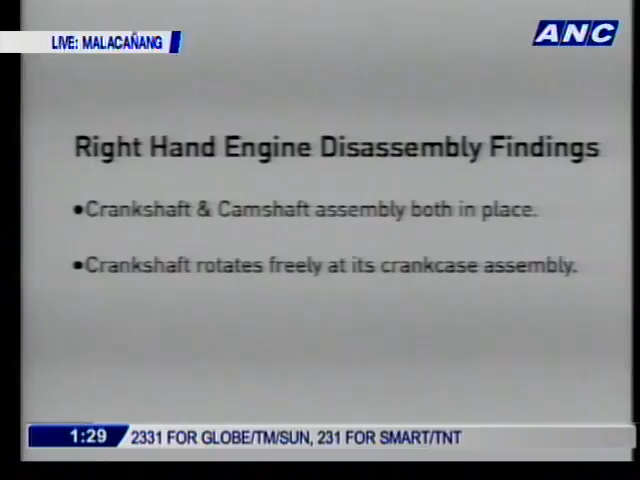 LIVE: MALACAÑANG
ANC
Right Hand Engine Disassembly Findings
•Crankshaft & Camshaft assembly both in place.
•Crankshaft rotates freely at its crankcase assembly.
1:29 2331 FOR GLOBE/TM/SUN, 231 FOR SMART/TNT